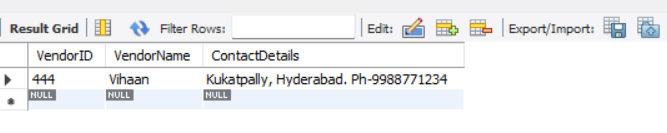 Result Grid Filter Rows: Edit: Export/Import:
VendorID VendorName ContactDetails
444 Vihaan Kukatpally, Hyderabad. Ph-9988771234
NULL NULL NULL